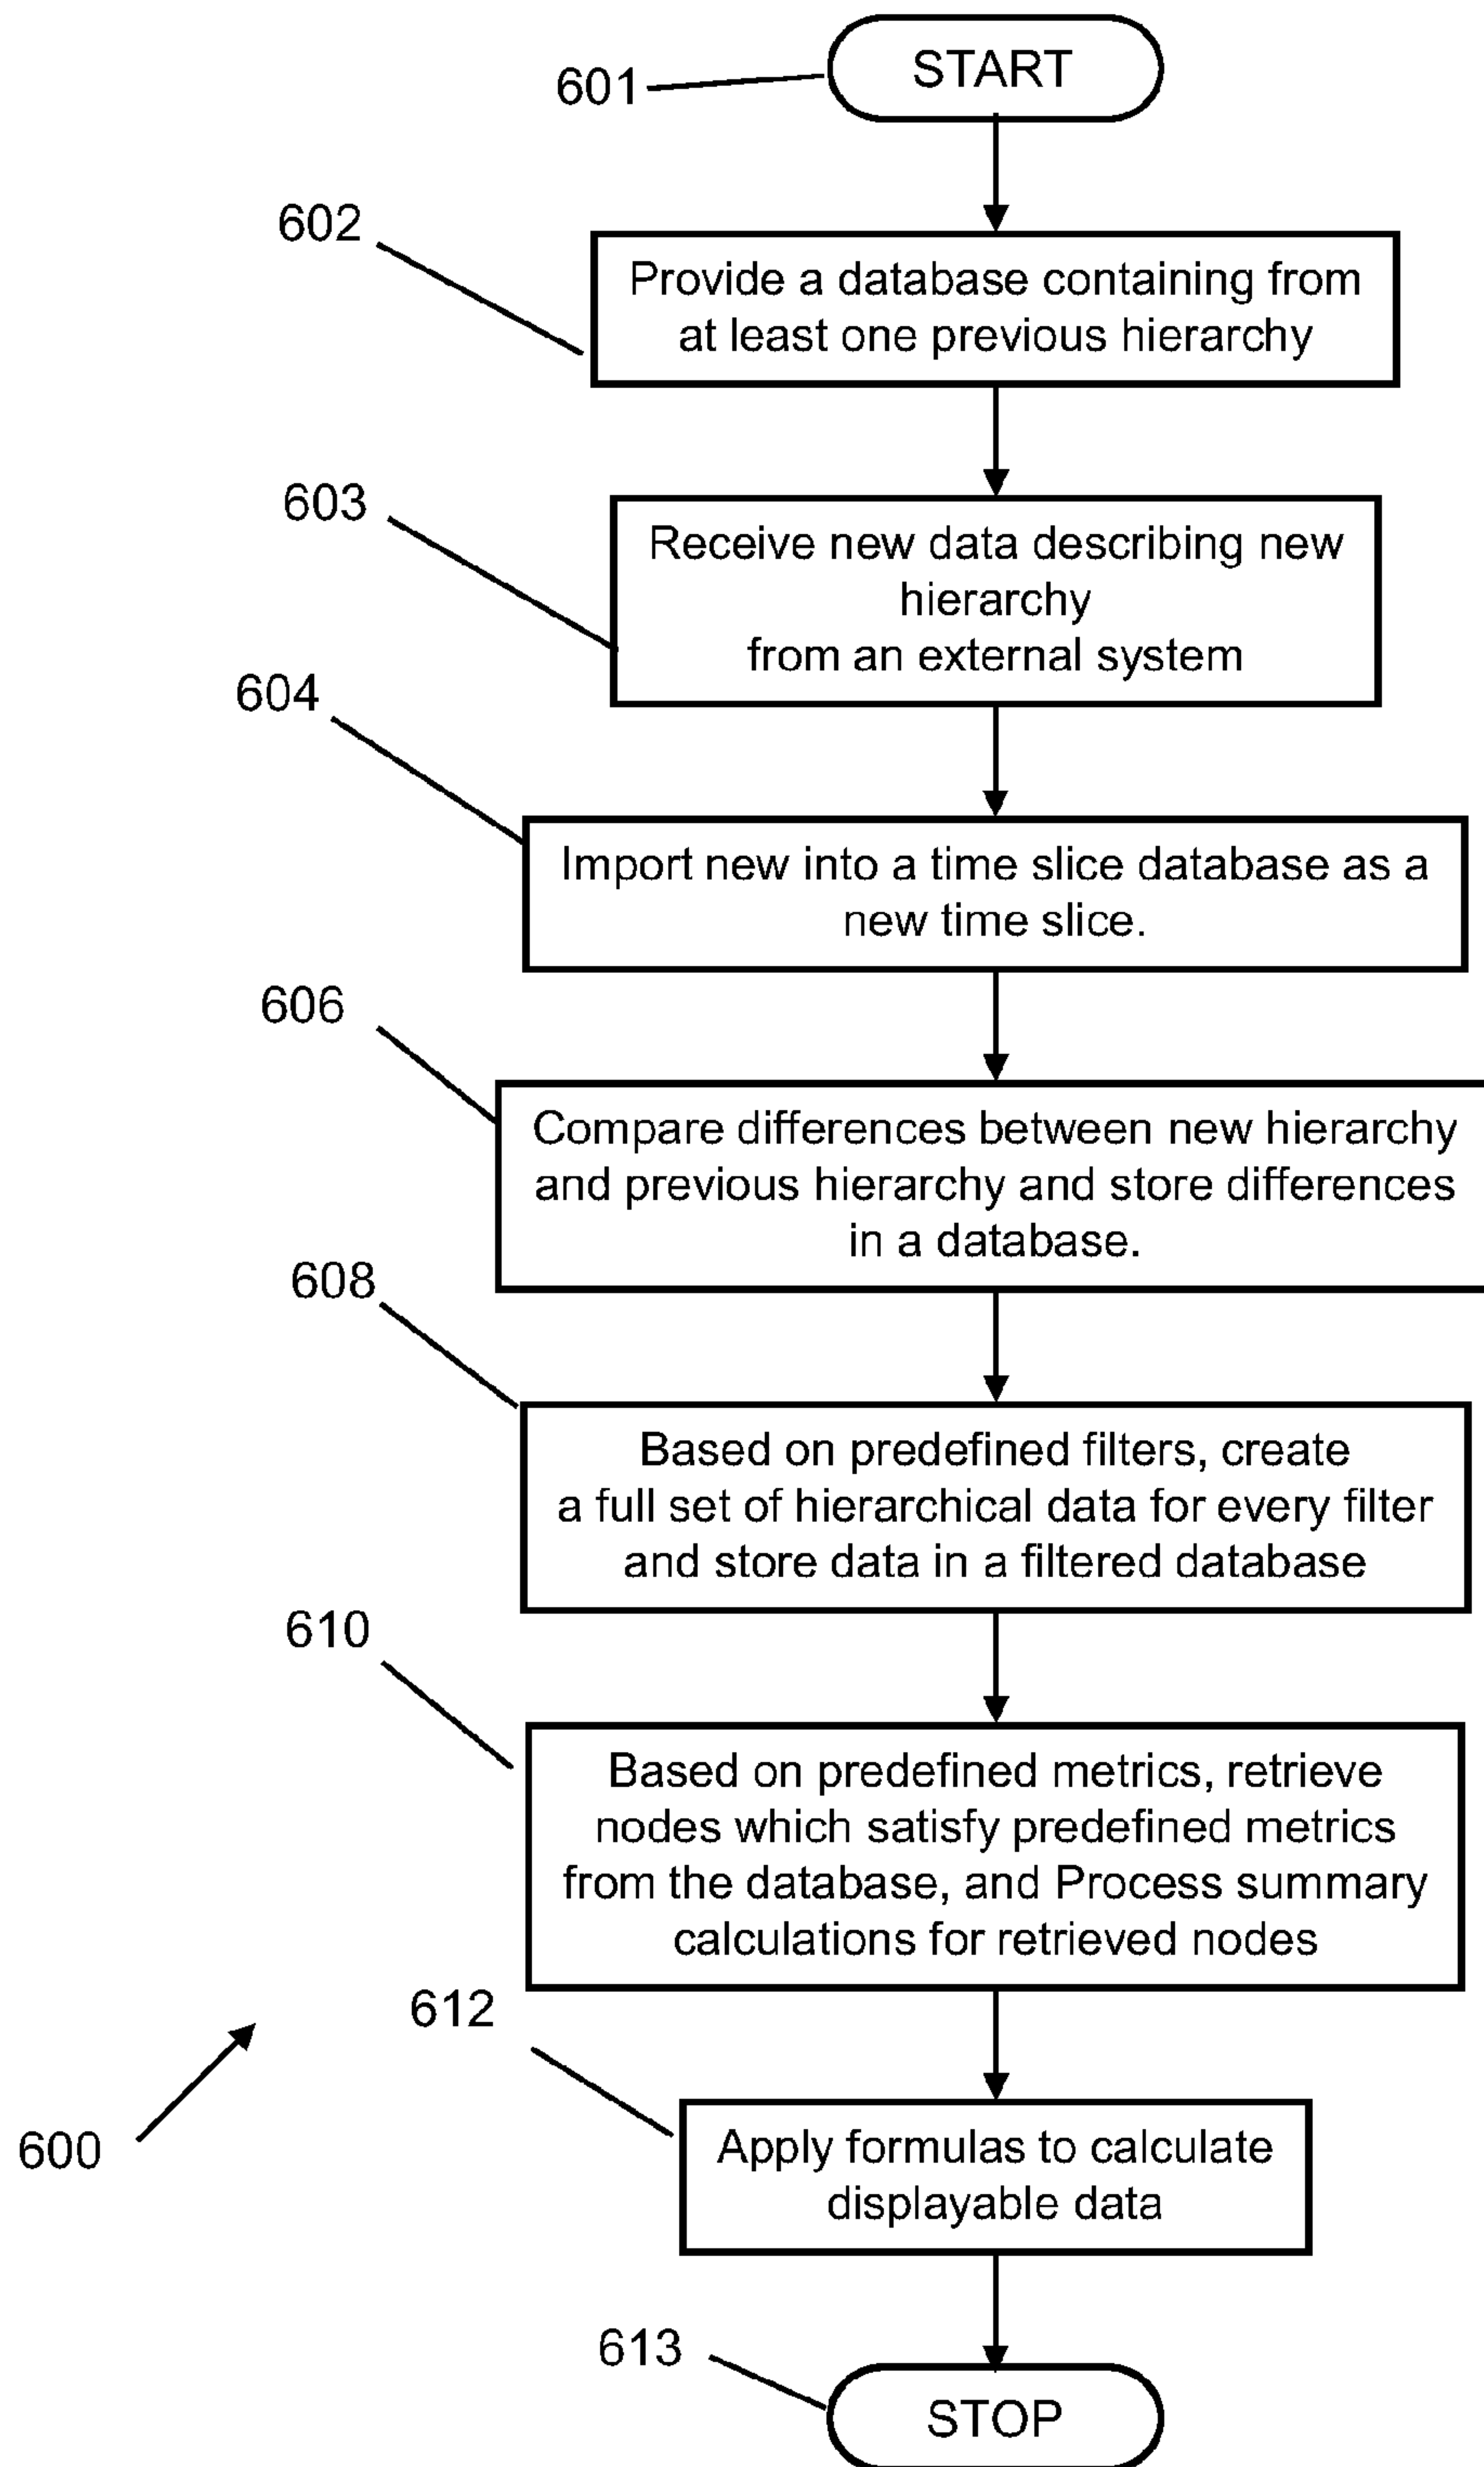 START
601
602
Provide a database containing from
at least one previous hierarchy
603
Receive new data describing new
hierarchy
from an external system
604
Import new into a time slice database as a
new time slice.
606
Compare differences between new hierarchy
and previous hierarchy and store differences
in a database.
608
Based on predefined filters, create
a full set of hierarchical data for every filter
and store data in a filtered database
610
Based on predefined metrics, retrieve
nodes which satisfy predefined metrics
from the database, and Process summary
calculations for retrieved nodes
612
600
Apply formulas to calculate
displayable data
613
STOP